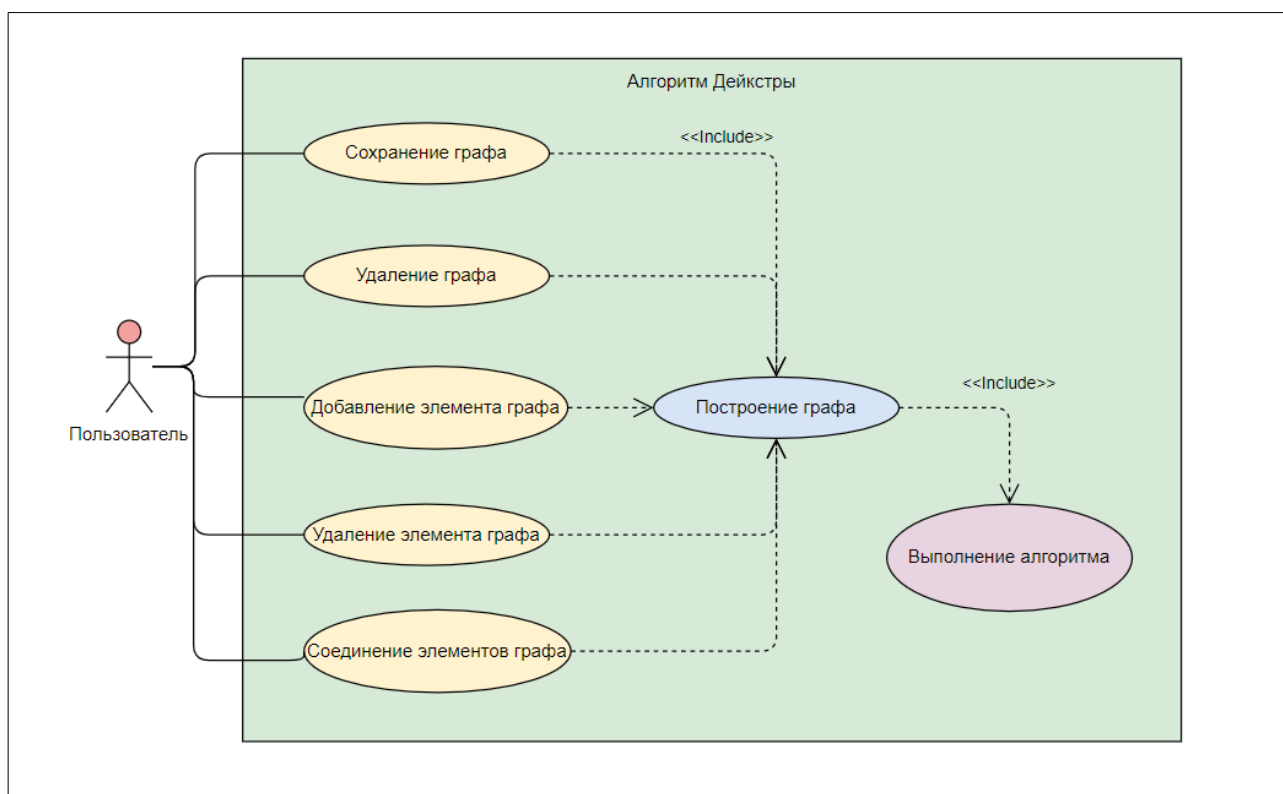 Алгоритм Дейкстры
Сохранение графа
<<Include>>
Удаление графа
Добавление элемента графа
Построение графа
<<Include>>
Пользователь
Удаление элемента графа
Выполнение алгоритма
Соединение элементов графа